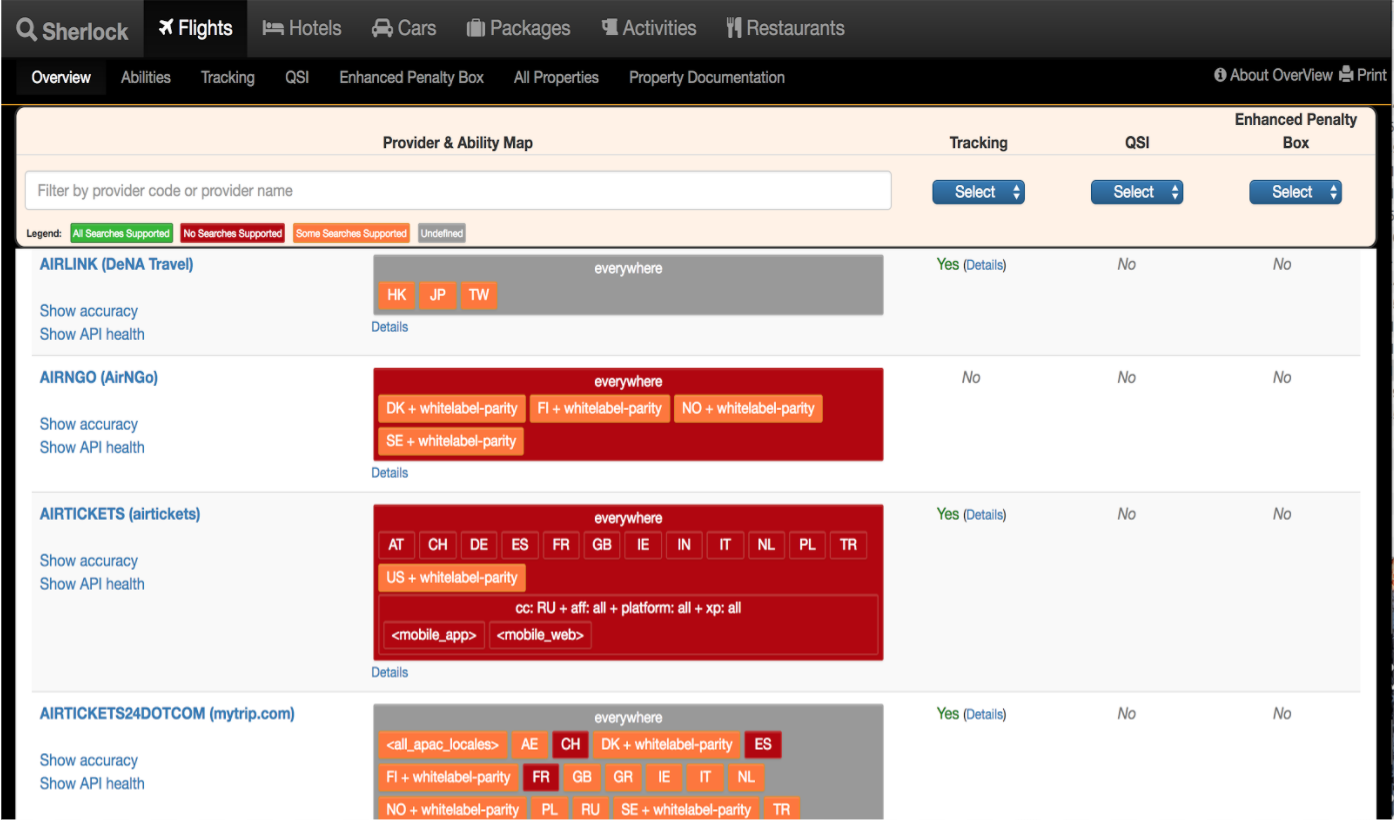 Sherlock Flights Hotels Cars Packages Activities Restaurants
Overview Abilities Tracking QSI Enhanced Penalty Box All Properties Property Documentation About OverView Print
Provider & Ability Map Tracking QSI Enhanced Penalty Box
Filter by provider code or provider name Select Select Select
Legend: All Searches Supported No Searches Supported Some Searches Supported Undefined
AIRLINK (DeNA Travel) everywhere Yes (Details) No No
HK JP TW
Show accuracy
Details
Show API health
AIRNGO (AirNGo) everywhere No No No
DK + whitelabel-parity FI + whitelabel-parity NO + whitelabel-parity
Show accuracy
SE + whitelabel-parity
Show API health
Details
AIRTICKETS (airtickets) everywhere Yes (Details) No No
AT CH DE ES FR GB IE IN IT NL PL TR
Show accuracy
US + whitelabel-parity
Show API health
cc: RU + aff: all + platform: all + xp: all
<mobile_app> <mobile_web>
Details
AIRTICKETS24DOTCOM (mytrip.com) everywhere Yes (Details) No No
<all_apac_locales> AE CH DK + whitelabel-parity ES
Show accuracy
FI + whitelabel-parity FR GB GR IE IT NL
Show API health
NO + whitelabel-parity PL RU SE + whitelabel-parity TR